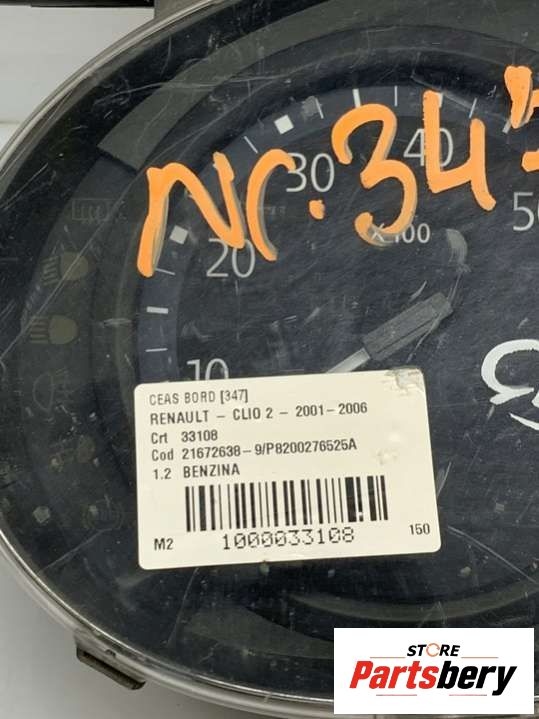 Nr. 34
40
30
50
x100
20
10
CEAS BORD [347]
RENAULT - CLIO 2 - 2001-2006
Crt 33108
Cod 21672638-9/P8200276525A
1.2 BENZINA
M2 1000033108 150
STORE
Partsbery